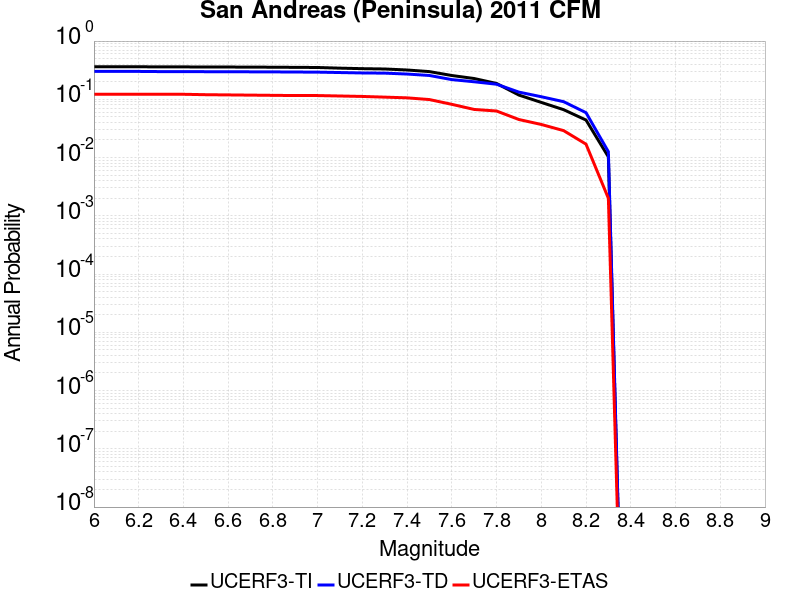 San Andreas (Peninsula) 2011 CFM
10^0
10^-1
10^-2
10^-3
10^-4
10^-5
10^-6
10^-7
10^-8
Annual Probability
6 6.2 6.4 6.6 6.8 7 7.2 7.4 7.6 7.8 8 8.2 8.4 8.6 8.8 9
Magnitude
UCERF3-TI UCERF3-TD UCERF3-ETAS